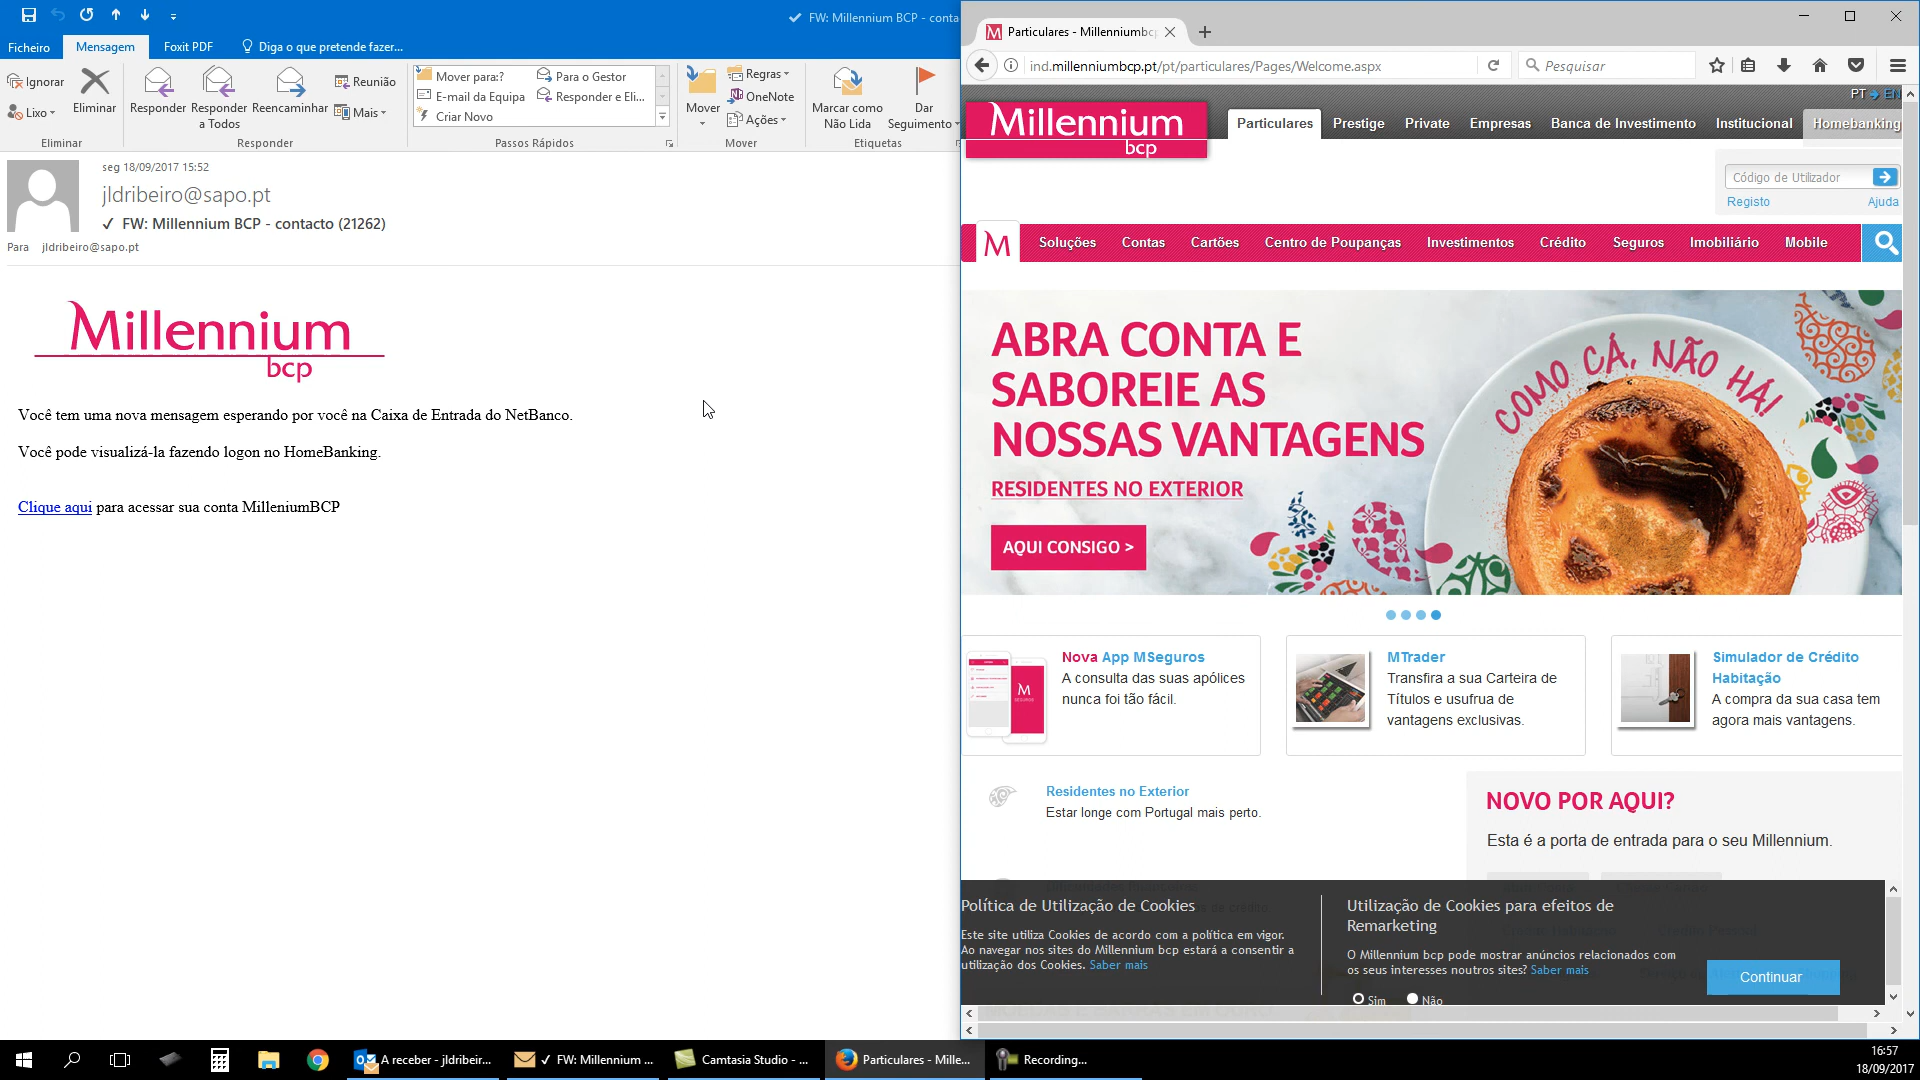 FW: Millennium BCP - conta
Ficheiro
Mensagem
Foxit PDF
Diga o que pretende fazer...
Ignorar
Lixo
Eliminar
Responder
Responder a Todos
Reencaminhar
Reunião
Mais
Mover para:?
E-mail da Equipa
Criar Novo
Para o Gestor
Responder e Eli...
Mover
Regras
OneNote
Ações
Marcar como Não Lida
Dar Seguimento
Eliminar
Responder
Passos Rápidos
Mover
Etiquetas
seg 18/09/2017 15:52
jldribeiro@sapo.pt
✓ FW: Millennium BCP - contacto (21262)
Para jldribeiro@sapo.pt
Millennium
bcp
Você tem uma nova mensagem esperando por você na Caixa de Entrada do NetBanco.
Você pode visualizá-la fazendo logon no HomeBanking.
Clique aqui para acessar sua conta MilleniumBCP
Particulares - Millenniumbc
ind.millenniumbcp.pt/pt/particulares/Pages/Welcome.aspx
Pesquisar
PT EN
Millennium
bcp
Particulares Prestige Private Empresas Banca de Investimento Institucional Homebanking
Código de Utilizador
Registo Ajuda
M Soluções Contas Cartões Centro de Poupanças Investimentos Crédito Seguros Imobiliário Mobile
ABRA CONTA E
SABOREIE AS
NOSSAS VANTAGENS
RESIDENTES NO EXTERIOR
AQUI CONSIGO >
COMO CÁ, NÃO HÁ!
Nova App MSeguros
A consulta das suas apólices
nunca foi tão fácil.
MTrader
Transfira a sua Carteira de
Títulos e usufrua de
vantagens exclusivas.
Simulador de Crédito
Habitação
A compra da sua casa tem
agora mais vantagens.
Residentes no Exterior
Estar longe com Portugal mais perto.
NOVO POR AQUI?
Esta é a porta de entrada para o seu Millennium.
Política de Utilização de Cookies
Este site utiliza Cookies de acordo com a política em vigor.
Ao navegar nos sites do Millennium bcp estará a consentir a
utilização dos Cookies. Saber mais
Utilização de Cookies para efeitos de
Remarketing
O Millennium bcp pode mostrar anúncios relacionados com
os seus interesses noutros sites? Saber mais
Sim Não
Continuar
A receber - jldribeir...
✓ FW: Millennium ...
Camtasia Studio - ...
Particulares - Mille...
Recording...
16:57
18/09/2017